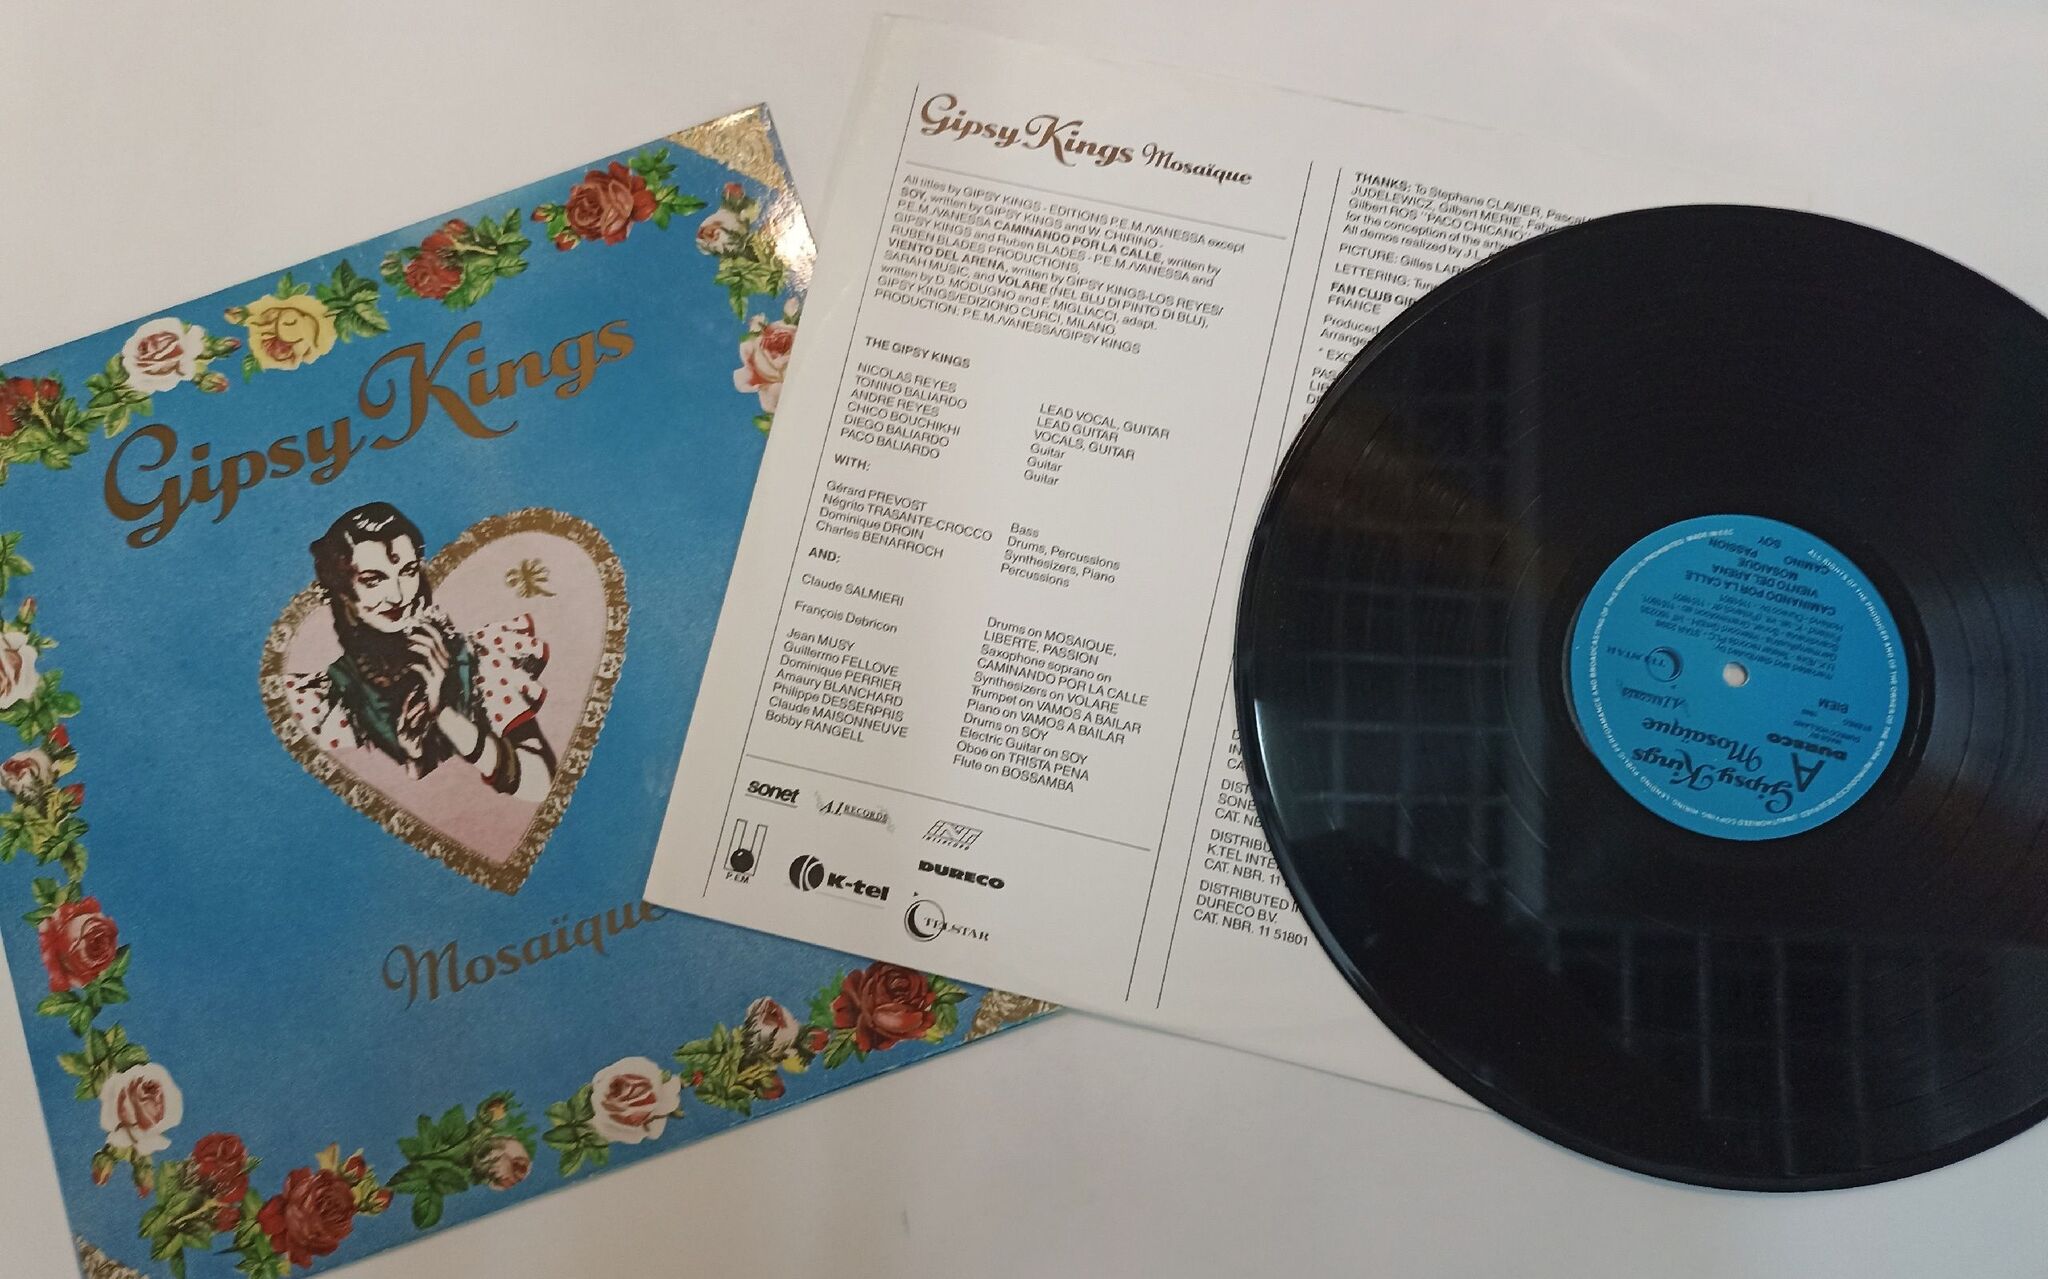 Gipsy Kings
Mosaïque
Gipsy Kings Mosaïque
All titles by GIPSY KINGS - EDITIONS P.E.M./VANESSA except
SOY, written by GIPSY KINGS and W. CHIRINO -
P.E.M./VANESSA CAMINANDO POR LA CALLE, written by
GIPSY KINGS and Ruben BLADES - P.E.M./VANESSA and
RUBEN BLADES PRODUCTIONS,
VIENTO DEL ARENA, written by GIPSY KINGS-LOS REYES/
SARAH MUSIC, and VOLARE (NEL BLU DI PINTO DI BLU),
written by D. MODUGNO and F. MIGLIACCI, adapt.
GIPSY KINGS/EDIZIONO CURCI, MILANO.
PRODUCTION: P.E.M./VANESSA/GIPSY KINGS
THE GIPSY KINGS
NICOLAS REYES LEAD VOCAL, GUITAR
TONINO BALIARDO LEAD GUITAR
ANDRE REYES VOCALS, GUITAR
CHICO BOUCHIKHI Guitar
DIEGO BALIARDO Guitar
PACO BALIARDO Guitar
WITH:
Gérard PREVOST Bass
Négrito TRASANTE-CROCCO Drums, Percussions
Dominique DROIN Synthesizers, Piano
Charles BENARROCH Percussions
AND:
Claude SALMIERI Drums on MOSAIQUE,
LIBERTE, PASSION
François Debricon Saxophone soprano on
CAMINANDO POR LA CALLE
Jean MUSY Synthesizers on VOLARE
Guillermo FELLOVE Trumpet on VAMOS A BAILAR
Dominique PERRIER Piano on VAMOS A BAILAR
Amaury BLANCHARD Drums on SOY
Philippe DESSERPRIS Electric Guitar on SOY
Claude MAISONNEUVE Oboe on TRISTA PENA
Bobby RANGELL Flute on BOSSAMBA
sonet
A.I. RECORDS
INTERCORD
P.E.M
K-tel
DURECO
TELSTAR
THANKS: To Stephane CLAVIER,
JUDELEWICZ, Gilbert MERIE,
Gilbert ROS "PACO CHICANO"
for the conception of the
All demos realized by J.L.
PICTURE: Gilles
LETTERING:
FAN CLUB
FRANCE
Produced
DISTRIBUTED
DURECO B.V.
CAT. NBR. 11 51801
K.TEL
CAT. NBR. 11
Gipsy Kings
Mosaïque
A
DURECO
STEREO
BIEM
A.I. RECORDS
TELSTAR
CAMINANDO POR LA CALLE
VIENTO DEL ARENA
MOSAIQUE
CAMINO
PASSION
SOY